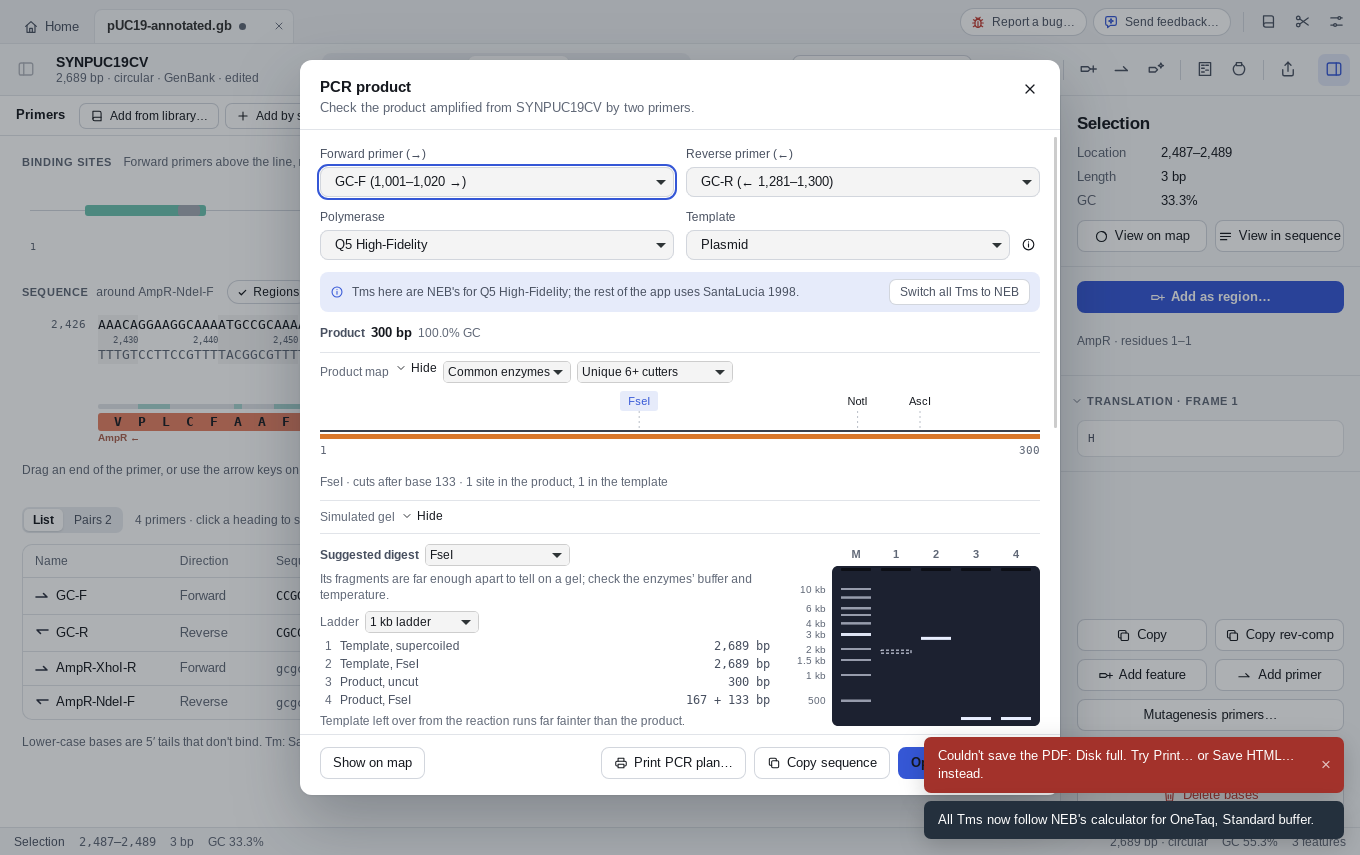 Home
pUC19-annotated.gb
Report a bug…
Send feedback…
SYNPUC19CV
2,689 bp · circular · GenBank · edited
Primers
Add from library…
Add by s
BINDING SITES Forward primers above the line,
1
SEQUENCE around AmpR-NdeI-F
Regions
2,426 AAACAGGAAGGCAAAATGCCGCAAAA
2,430 2,440 2,450
TTTGTCCTTCCGTTTTACGGCGTTTT
V P L C F A A F
AmpR ←
Drag an end of the primer, or use the arrow keys on
List Pairs 2 4 primers · click a heading to s
Name Direction Sequ
GC-F Forward CCGG
GC-R Reverse CGCG
AmpR-XhoI-R Forward gcgc
AmpR-NdeI-F Reverse gcgc
Lower-case bases are 5′ tails that don't bind. Tm: Sa
PCR product
Check the product amplified from SYNPUC19CV by two primers.
Forward primer (→) Reverse primer (←)
GC-F (1,001–1,020 →) GC-R (← 1,281–1,300)
Polymerase Template
Q5 High-Fidelity Plasmid
Tms here are NEB's for Q5 High-Fidelity; the rest of the app uses SantaLucia 1998. Switch all Tms to NEB
Product 300 bp 100.0% GC
Product map Hide Common enzymes Unique 6+ cutters
FseI NotI AscI
1 300
FseI · cuts after base 133 · 1 site in the product, 1 in the template
Simulated gel Hide
Suggested digest FseI
Its fragments are far enough apart to tell on a gel; check the enzymes' buffer and
temperature.
Ladder 1 kb ladder
1 Template, supercoiled 2,689 bp
2 Template, FseI 2,689 bp
3 Product, uncut 300 bp
4 Product, FseI 167 + 133 bp
Template left over from the reaction runs far fainter than the product.
M 1 2 3 4
10 kb
6 kb
4 kb
3 kb
2 kb
1.5 kb
1 kb
500
Show on map
Print PCR plan…
Copy sequence
Op
Selection
Location 2,487–2,489
Length 3 bp
GC 33.3%
View on map View in sequence
Add as region…
AmpR · residues 1–1
TRANSLATION · FRAME 1
H
Copy Copy rev-comp
Add feature Add primer
Mutagenesis primers…
Couldn't save the PDF: Disk full. Try Print… or Save HTML…
instead.
Delete bases
All Tms now follow NEB's calculator for OneTaq, Standard buffer.
Selection 2,487–2,489 3 bp GC 33.3%
2,689 bp · circular GC 55.3% 3 features